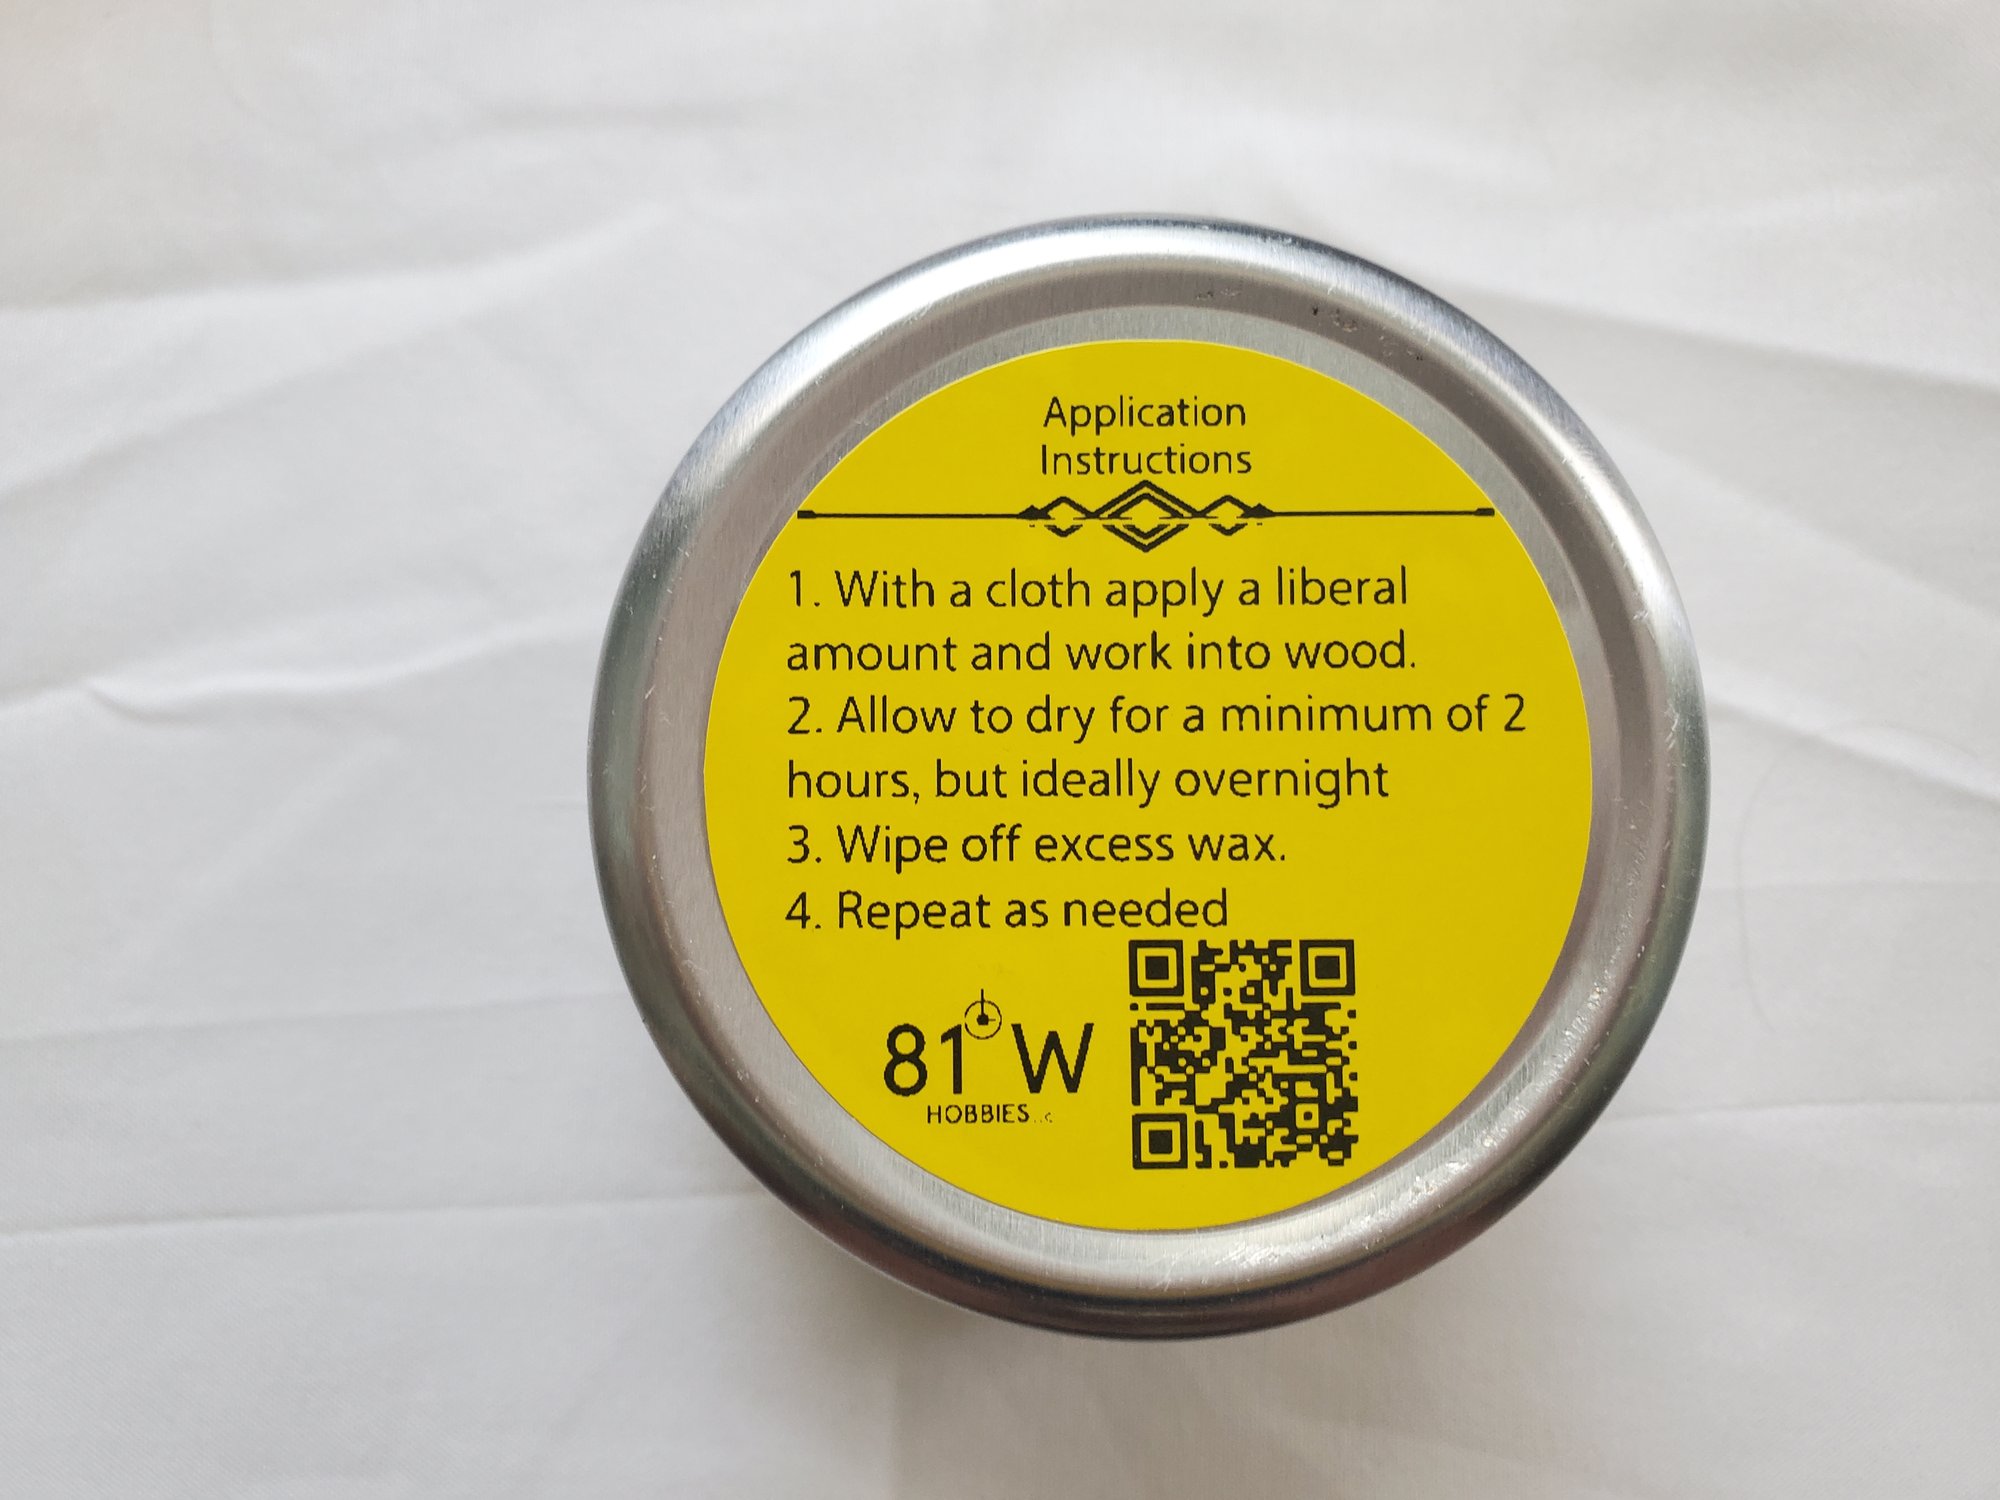 Application
Instructions
1. With a cloth apply a liberal
amount and work into wood.
2. Allow to dry for a minimum of 2
hours, but ideally overnight
3. Wipe off excess wax.
4. Repeat as needed
81° W
HOBBIES